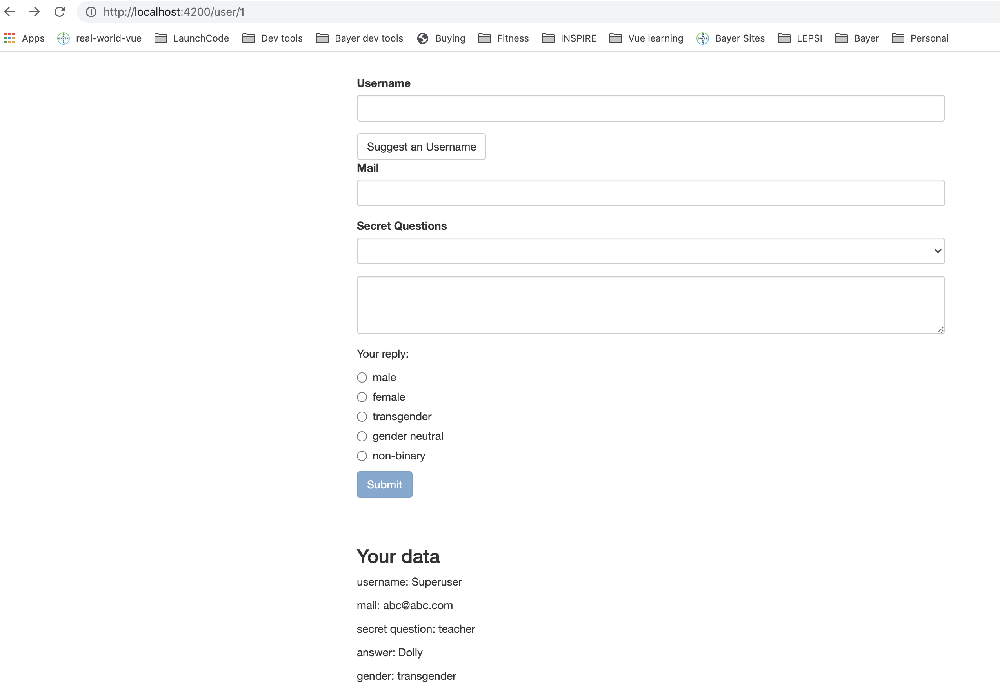 http://localhost:4200/user/1
Apps real-world-vue LaunchCode Dev tools Bayer dev tools Buying Fitness INSPIRE Vue learning Bayer Sites LEPSI Bayer Personal
Username
Suggest an Username
Mail
Secret Questions
Your reply:
male
female
transgender
gender neutral
non-binary
Submit
Your data
username: Superuser
mail: abc@abc.com
secret question: teacher
answer: Dolly
gender: transgender